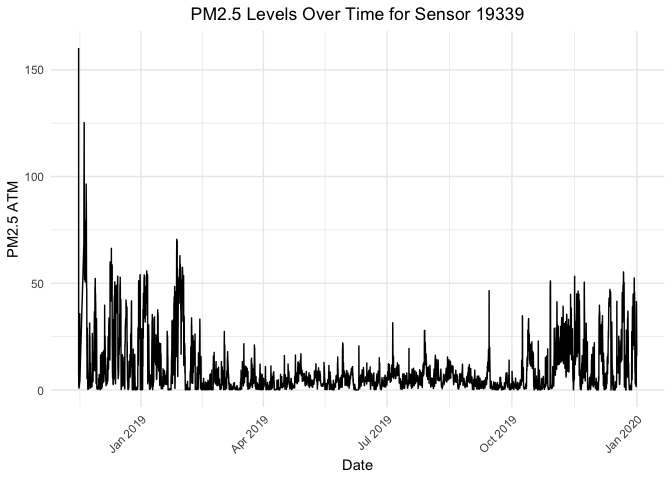 PM2.5 Levels Over Time for Sensor 19339
PM2.5 ATM
150
100
50
0
Jan 2019
Apr 2019
Jul 2019
Oct 2019
Jan 2020
Date